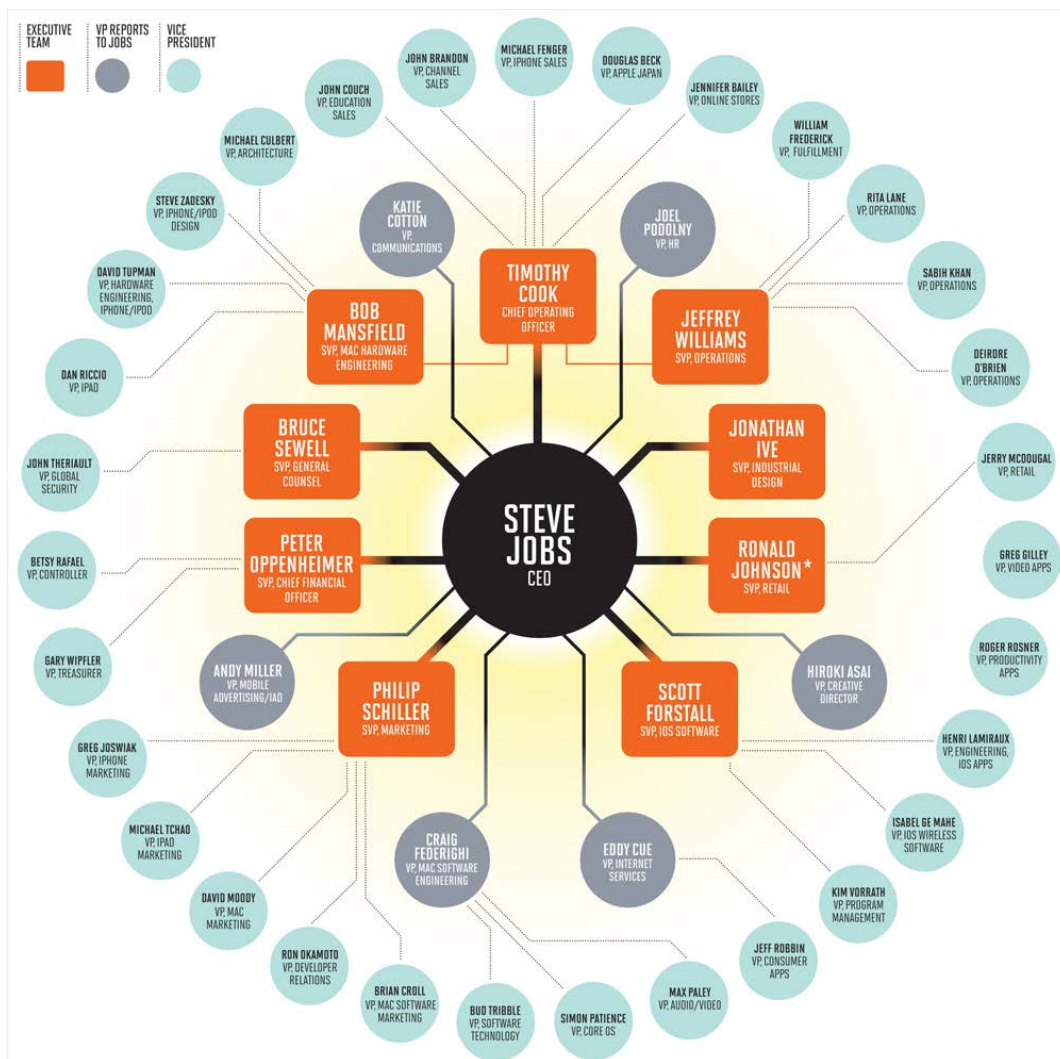 EXECUTIVE
TEAM
VP REPORTS
TO JOBS
VICE
PRESIDENT
JOHN COUCH
VP, EDUCATION
SALES
JOHN BRANDON
VP, CHANNEL
SALES
MICHAEL FENGER
VP, IPHONE SALES
DOUGLAS BECK
VP, APPLE JAPAN
JENNIFER BAILEY
VP, ONLINE STORES
WILLIAM
FREDERICK
VP, FULFILLMENT
MICHAEL CULBERT
VP, ARCHITECTURE
STEVE ZADESKY
VP, IPHONE/IPOD
DESIGN
KATIE
COTTON
VP,
COMMUNICATIONS
JOEL
PODOLNY
VP, HR
RITA LANE
VP, OPERATIONS
DAVID TUPMAN
VP, HARDWARE
ENGINEERING,
IPHONE/IPOD
BOB
MANSFIELD
SVP, MAC HARDWARE
ENGINEERING
TIMOTHY
COOK
CHIEF OPERATING
OFFICER
JEFFREY
WILLIAMS
SVP, OPERATIONS
SABIH KHAN
VP, OPERATIONS
DAN RICCIO
VP, IPAD
DEIRDRE
O'BRIEN
VP, OPERATIONS
BRUCE
SEWELL
SVP, GENERAL
COUNSEL
JONATHAN
IVE
SVP, INDUSTRIAL
DESIGN
JOHN THERIAULT
VP, GLOBAL
SECURITY
JERRY MCDOUGAL
VP, RETAIL
STEVE
JOBS
CEO
BETSY RAFAEL
VP, CONTROLLER
PETER
OPPENHEIMER
SVP, CHIEF FINANCIAL
OFFICER
RONALD
JOHNSON*
SVP, RETAIL
GREG GILLEY
VP, VIDEO APPS
GARY WIPFLER
VP, TREASURER
ANDY MILLER
VP, MOBILE
ADVERTISING/IAD
PHILIP
SCHILLER
SVP, MARKETING
SCOTT
FORSTALL
SVP, IOS SOFTWARE
HIROKI ASAI
VP, CREATIVE
DIRECTOR
ROGER ROSNER
VP, PRODUCTIVITY
APPS
GREG JOSWIAK
VP, IPHONE
MARKETING
HENRI LAMIRAUX
VP, ENGINEERING,
IOS APPS
MICHAEL TCHAO
VP, IPAD
MARKETING
CRAIG
FEDERIGHI
VP, MAC SOFTWARE
ENGINEERING
EDDY CUE
VP, INTERNET
SERVICES
ISABEL GE MAHE
VP, IOS WIRELESS
SOFTWARE
DAVID MOODY
VP, MAC
MARKETING
KIM VORRATH
VP, PROGRAM
MANAGEMENT
RON OKAMOTO
VP, DEVELOPER
RELATIONS
JEFF ROBBIN
VP, CONSUMER
APPS
BRIAN CROLL
VP, MAC SOFTWARE
MARKETING
BUD TRIBBLE
VP, SOFTWARE
TECHNOLOGY
SIMON PATIENCE
VP, CORE OS
MAX PALEY
VP, AUDIO/VIDEO